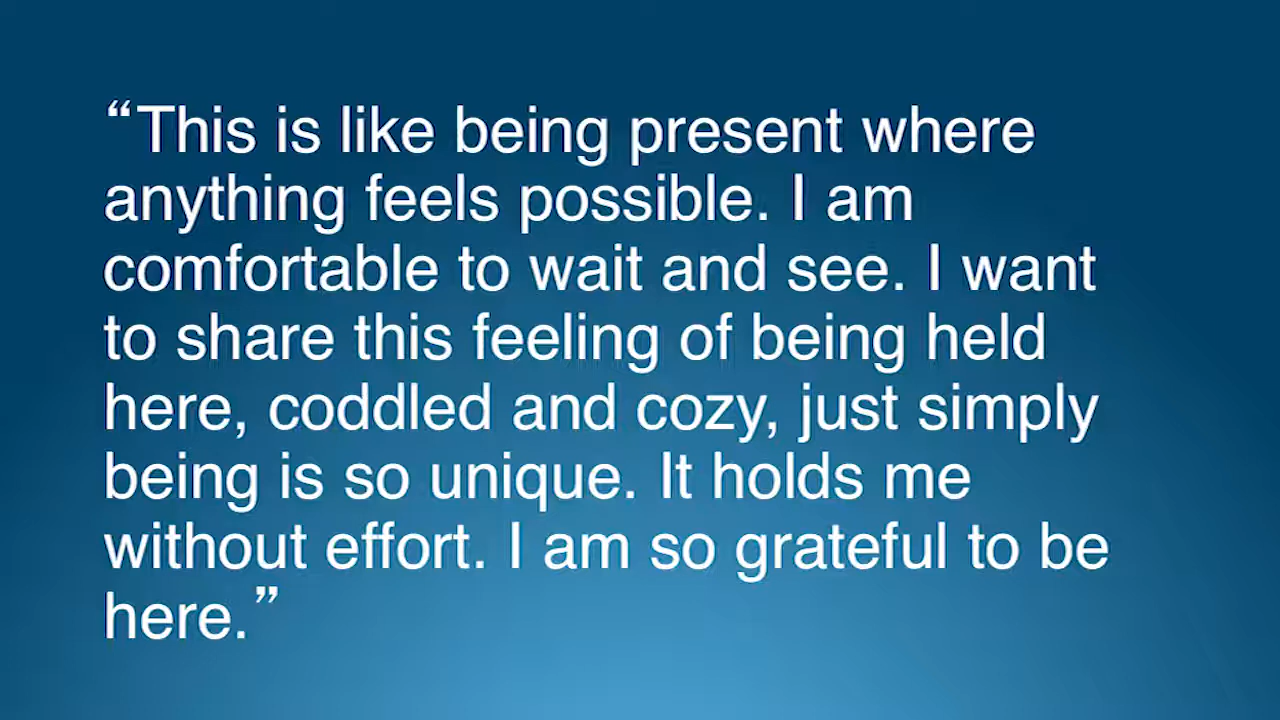 “This is like being present where
anything feels possible. I am
comfortable to wait and see. I want
to share this feeling of being held
here, coddled and cozy, just simply
being is so unique. It holds me
without effort. I am so grateful to be
here.”